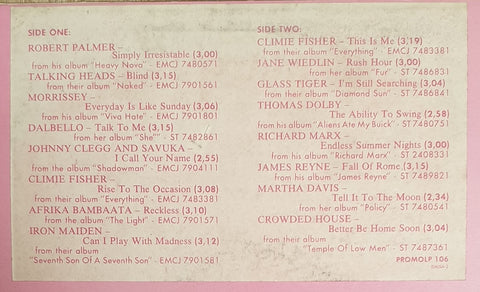 SIDE ONE:
ROBERT PALMER –
Simply Irresistable (3,00)
from his album "Heavy Nova" - EMCJ 7480571
TALKING HEADS – Blind (3,15)
from their album "Naked" - EMCJ 7901561
MORRISSEY –
Everyday Is Like Sunday (3,06)
from his album "Viva Hate" - EMCJ 7901801
DALBELLO – Talk To Me (3,15)
from her album "She"" - ST 7482861
JOHNNY CLEGG AND SAVUKA –
I Call Your Name (2,55)
from the album "Shadowman" - EMCJ 7904111
CLIMIE FISHER –
Rise To The Occasion (3,08)
from their album "Everything" - EMCJ 7483381
AFRIKA BAMBAATA – Reckless (3,10)
from the album "The Light" - EMCJ 7901571
IRON MAIDEN –
Can I Play With Madness (3,12)
from their album
"Seventh Son Of A Seventh Son" - EMCJ 7901581
SIDE TWO:
CLIMIE FISHER – This Is Me (3,19)
from their album "Everything" - EMCJ 7483381
JANE WIEDLIN – Rush Hour (3,00)
from her album "Fur" - ST 7486831
GLASS TIGER – I'm Still Searching (3,04)
from their album "Diamond Sun" - ST 7486841
THOMAS DOLBY –
The Ability To Swing (2,58)
from his album "Aliens Ate My Buick" - ST 7480751
RICHARD MARX –
Endless Summer Nights (3,00)
from his album "Richard Marx" - ST 2408331
JAMES REYNE – Fall Of Rome (3,15)
from his album "James Reyne" - ST 7489821
MARTHA DAVIS –
Tell It To The Moon (2,34)
from her album "Policy" - ST 7480541
CROWDED HOUSE –
Better Be Home Soon (3,04)
from their album
"Temple Of Low Men" - ST 7487361
PROMOLP 106